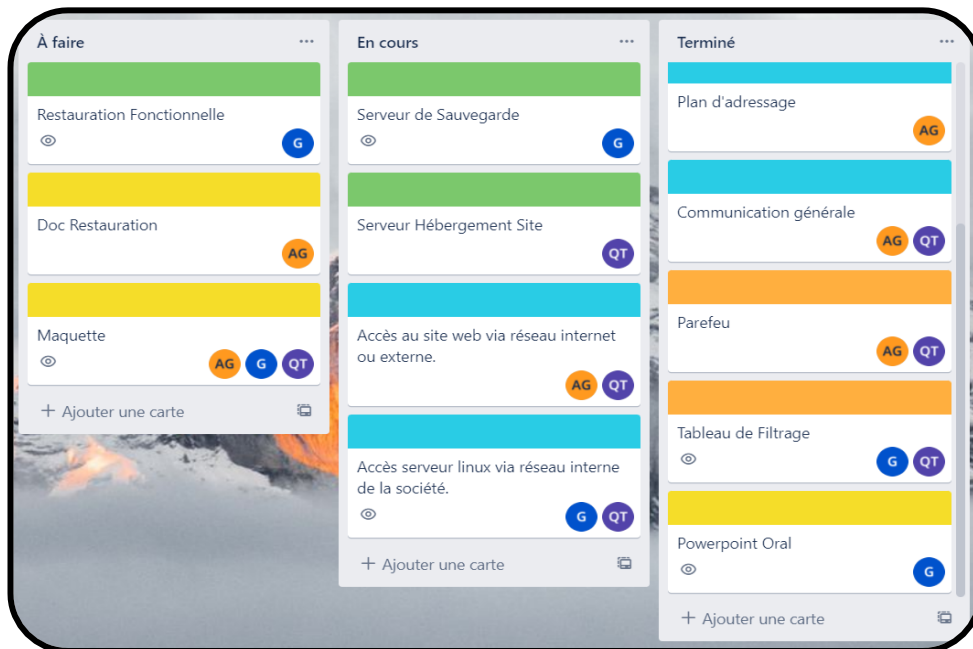 À faire
Restauration Fonctionnelle
G
Doc Restauration
AG
Maquette
AG G QT
+ Ajouter une carte
En cours
Serveur de Sauvegarde
G
Serveur Hébergement Site
QT
Accès au site web via réseau internet
ou externe.
AG QT
Accès serveur linux via réseau interne
de la société.
G QT
+ Ajouter une carte
Terminé
Plan d'adressage
AG
Communication générale
AG QT
Parefeu
AG QT
Tableau de Filtrage
G QT
Powerpoint Oral
G
+ Ajouter une carte